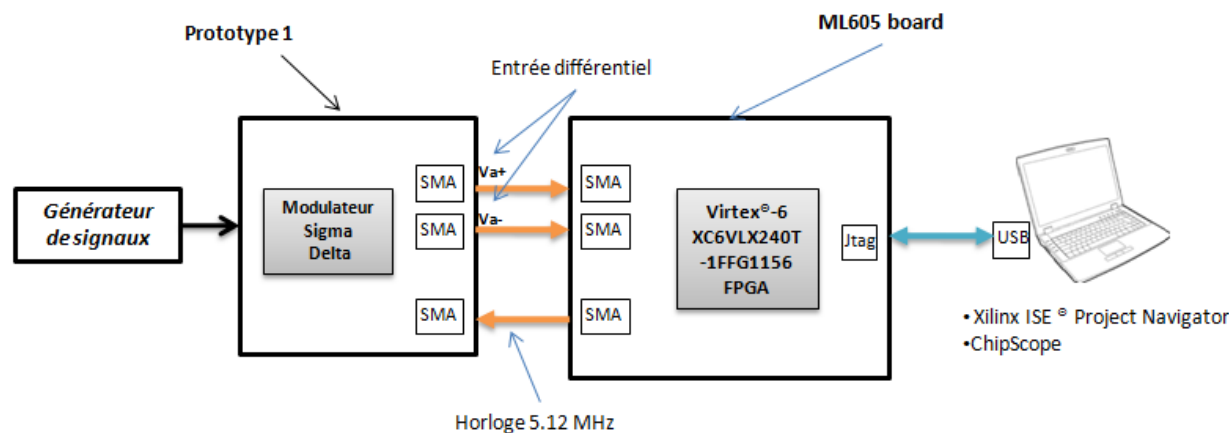 Prototype 1
ML605 board
Entrée différentiel
Générateur
de signaux
Modulateur
Sigma
Delta
SMA
Va+
SMA
SMA
Va-
SMA
SMA
SMA
Virtex®-6
XC6VLX240T
-1FFG1156
FPGA
Jtag
USB
•Xilinx ISE ® Project Navigator
•ChipScope
Horloge 5.12 MHz